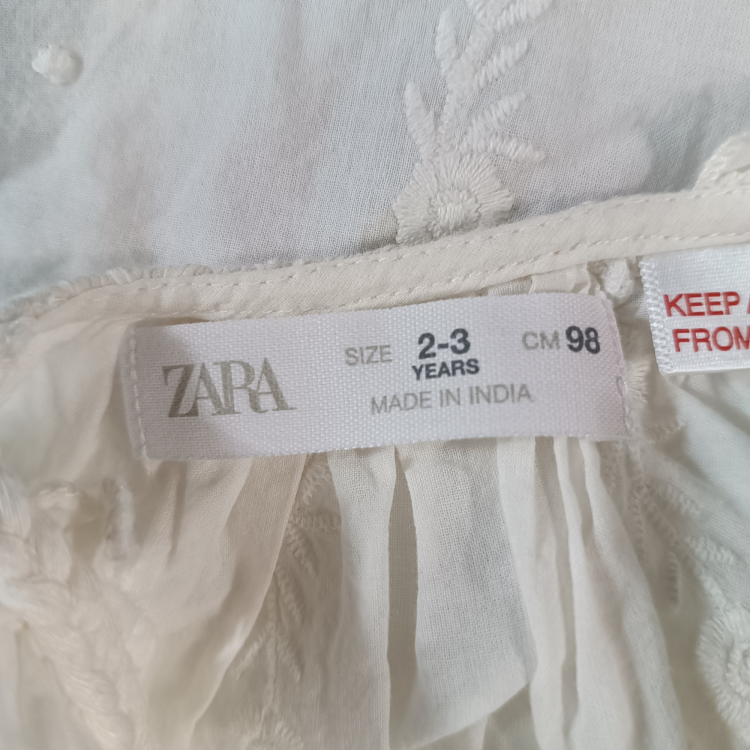 ZARA
SIZE 2-3 YEARS CM 98
MADE IN INDIA
KEEP
FROM